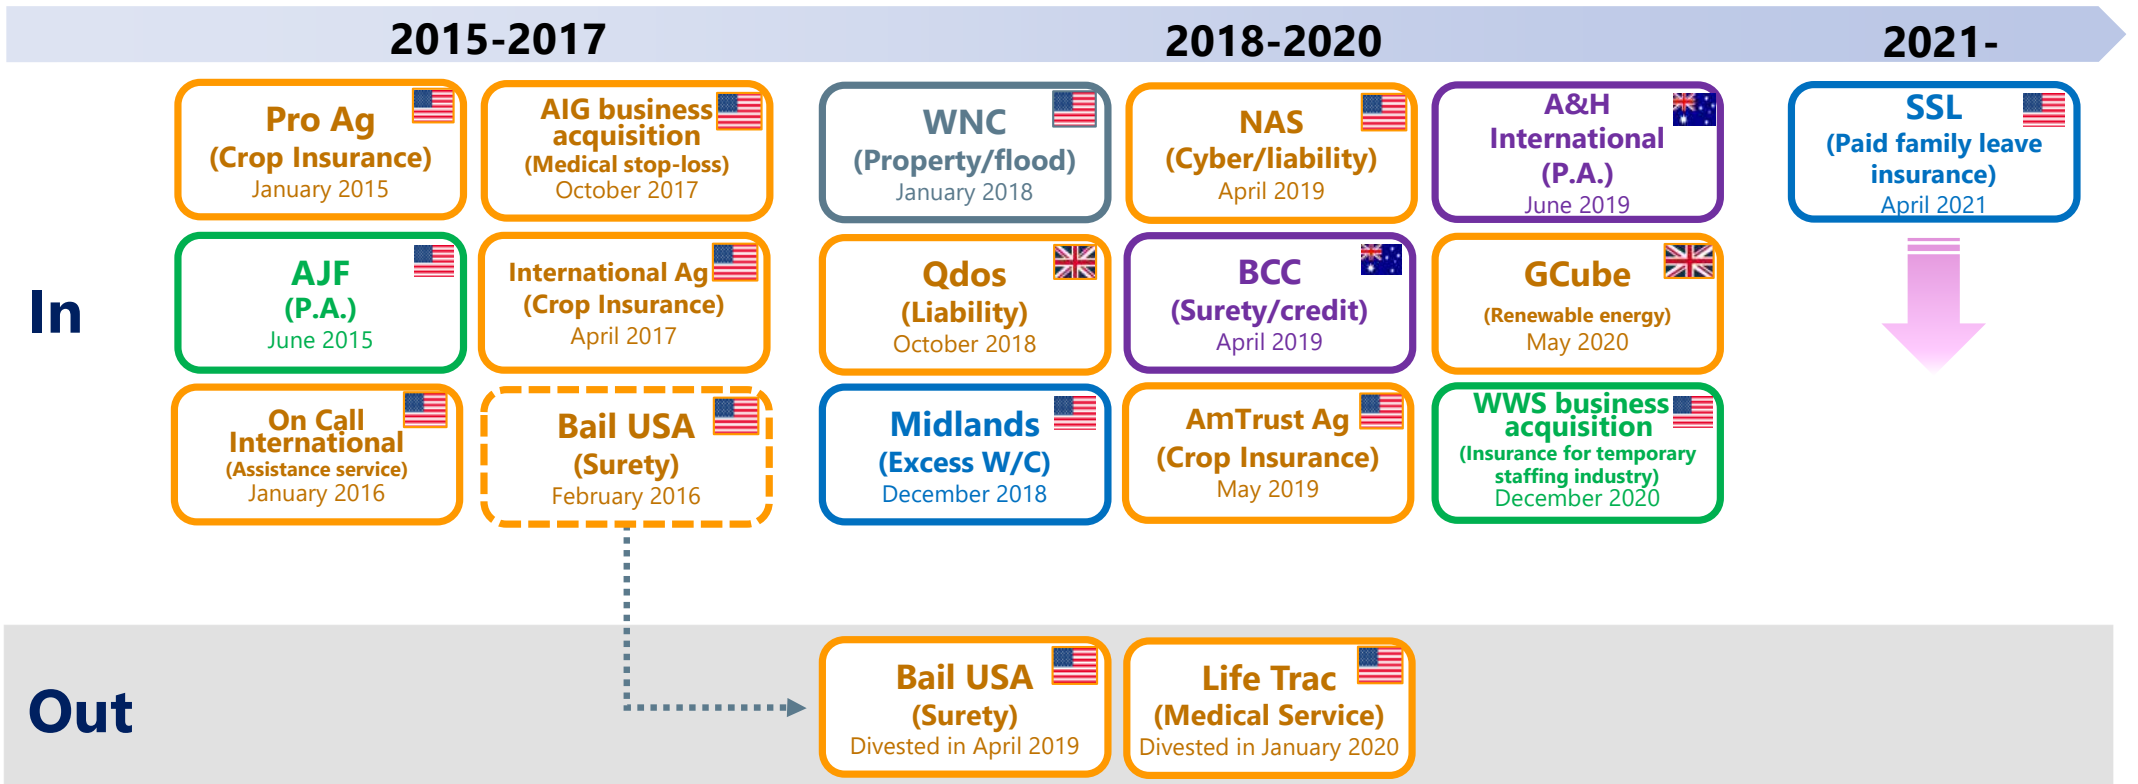 2015-2017
2018-2020
2021-
In
Pro Ag
(Crop Insurance)
January 2015
AIG business
acquisition
(Medical stop-loss)
October 2017
AJF
(P.A.)
June 2015
International Ag
(Crop Insurance)
April 2017
On Call
International
(Assistance service)
January 2016
Bail USA
(Surety)
February 2016
WNC
(Property/flood)
January 2018
NAS
(Cyber/liability)
April 2019
A&H
International
(P.A.)
June 2019
Qdos
(Liability)
October 2018
BCC
(Surety/credit)
April 2019
GCube
(Renewable energy)
May 2020
Midlands
(Excess W/C)
December 2018
AmTrust Ag
(Crop Insurance)
May 2019
WWS business
acquisition
(Insurance for temporary
staffing industry)
December 2020
SSL
(Paid family leave
insurance)
April 2021
Out
Bail USA
(Surety)
Divested in April 2019
Life Trac
(Medical Service)
Divested in January 2020